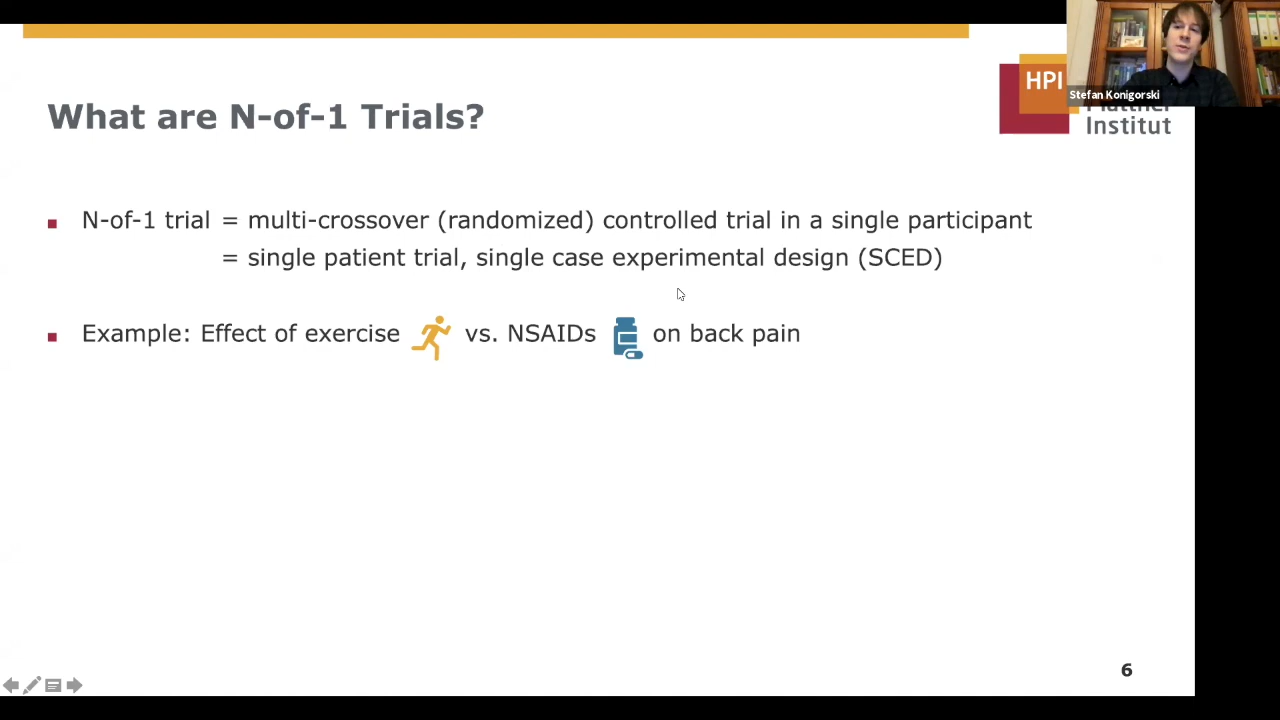 Stefan Konigorski
HPI
Institut
What are N-of-1 Trials?
N-of-1 trial = multi-crossover (randomized) controlled trial in a single participant
= single patient trial, single case experimental design (SCED)
Example: Effect of exercise vs. NSAIDs on back pain
6